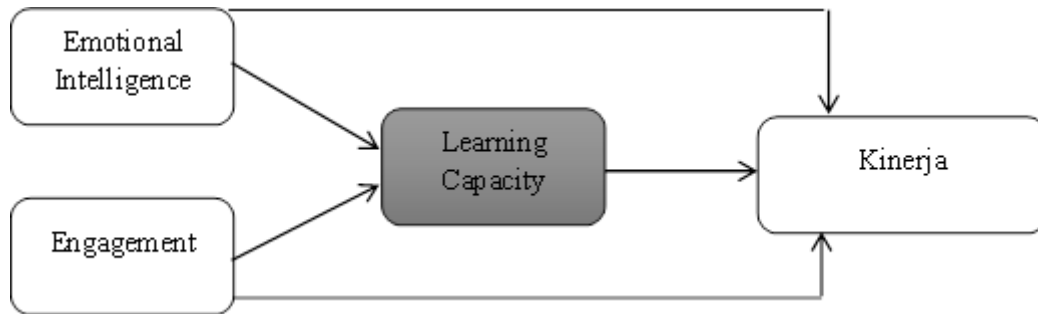 Emotional
Intelligence
Learning
Capacity
Kinerja
Engagement